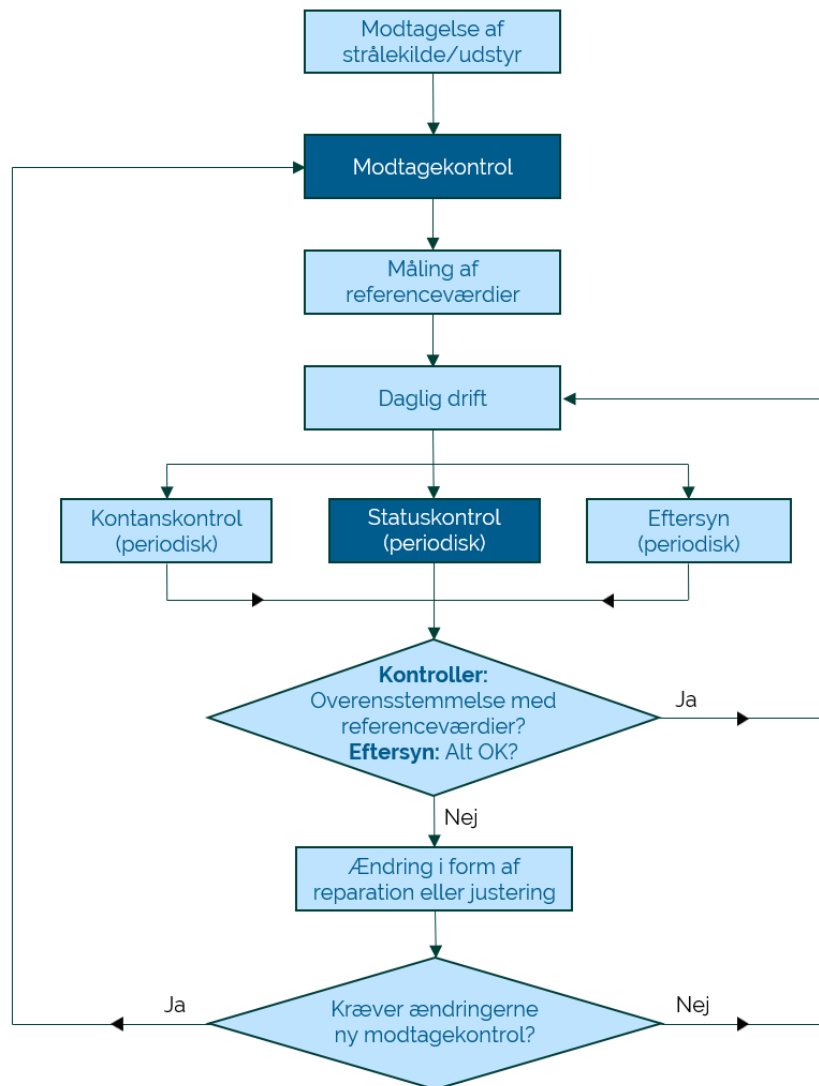 Modtagelse af
strålekilde/udstyr
Modtagekontrol
Måling af
referenceværdier
Daglig drift
Kontanskontrol
(periodisk)
Statuskontrol
(periodisk)
Eftersyn
(periodisk)
Kontroller:
Overensstemmelse med
referenceværdier?
Eftersyn: Alt OK?
Ja
Nej
Ændring i form af
reparation eller justering
Ja
Kræver ændringerne
ny modtagekontrol?
Nej